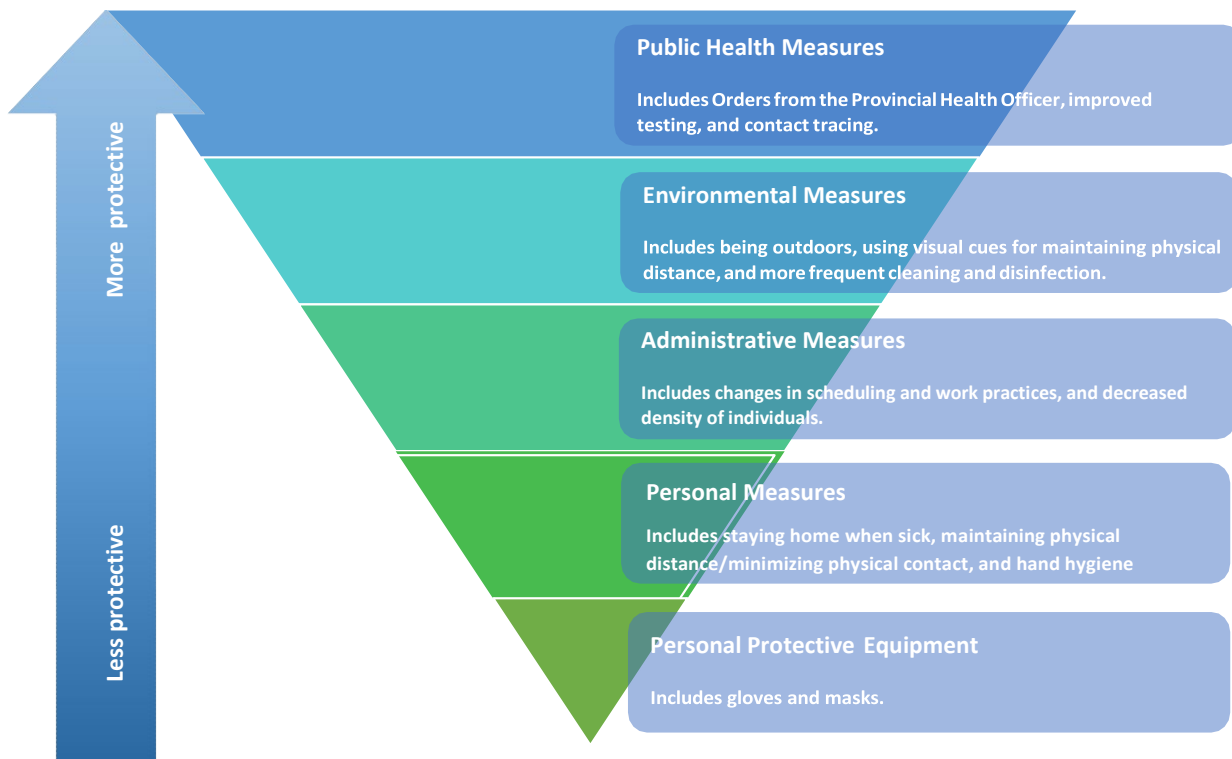 Public Health Measures
Includes Orders from the Provincial Health Officer, improved
testing, and contact tracing.
More protective
Environmental Measures
Includes being outdoors, using visual cues for maintaining physical
distance, and more frequent cleaning and disinfection.
Administrative Measures
Includes changes in scheduling and work practices, and decreased
density of individuals.
Personal Measures
Includes staying home when sick, maintaining physical
distance/minimizing physical contact, and hand hygiene
Less protective
Personal Protective Equipment
Includes gloves and masks.